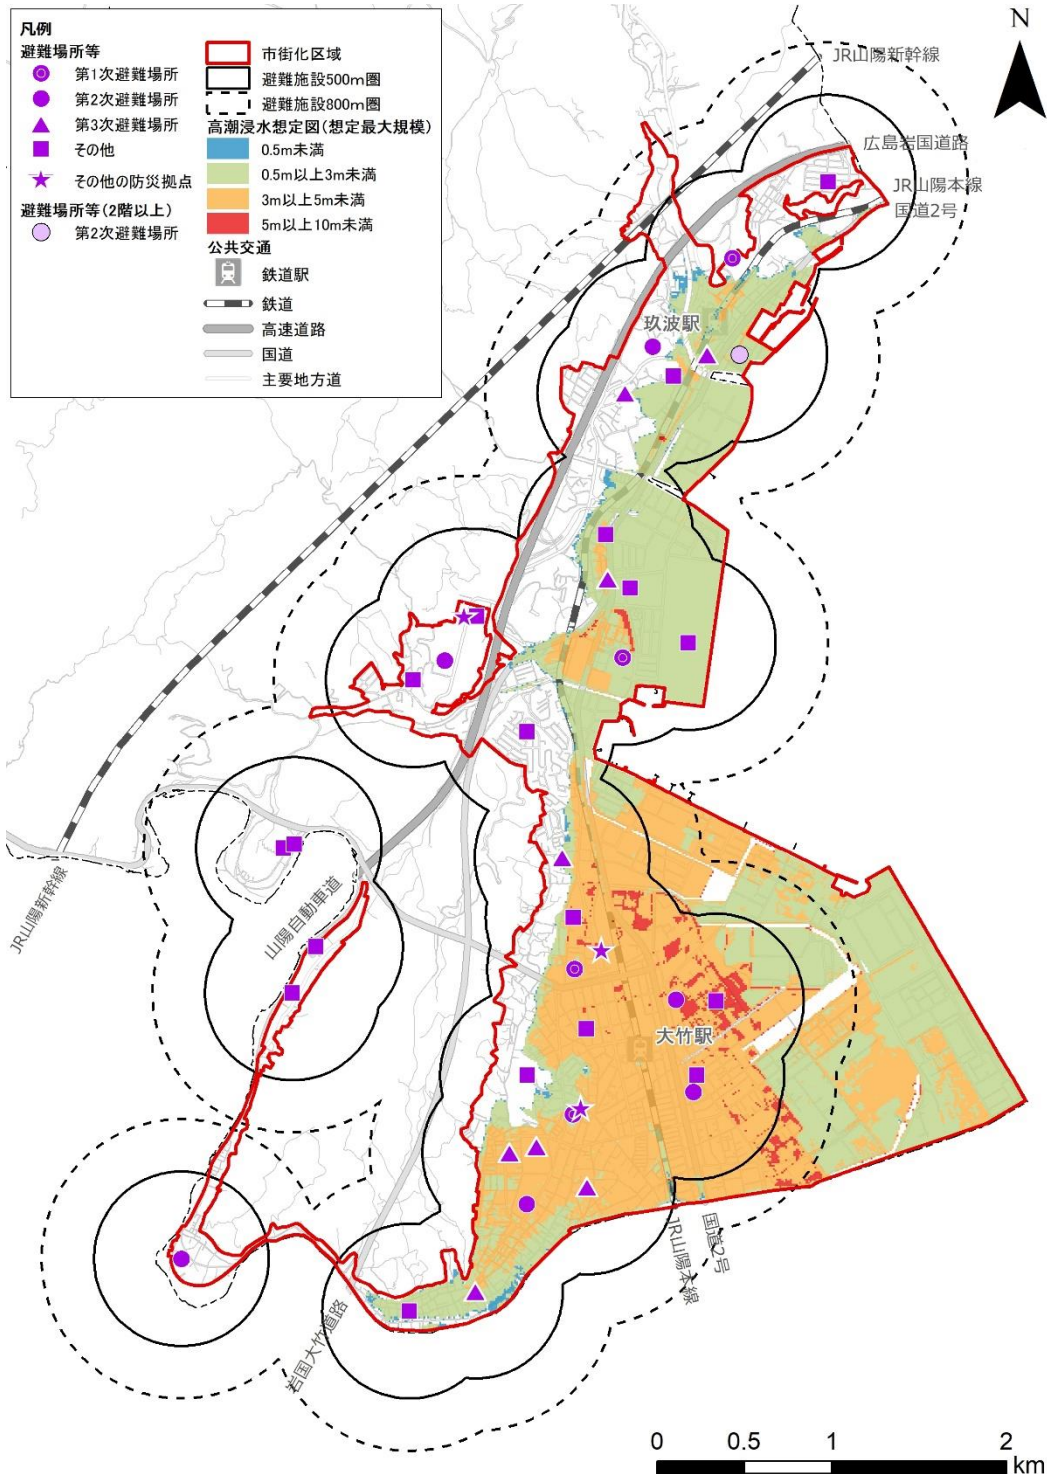 凡例
避難場所等
第1次避難場所
第2次避難場所
第3次避難場所
その他
その他の防災拠点
避難場所等(2階以上)
第2次避難場所
市街化区域
避難施設500m圏
避難施設800m圏
高潮浸水想定図(想定最大規模)
0.5m未満
0.5m以上3m未満
3m以上5m未満
5m以上10m未満
公共交通
鉄道駅
鉄道
高速道路
国道
主要地方道
N
JR山陽新幹線
広島岩国道路
JR山陽本線
国道2号
玖波駅
JR山陽新幹線
山陽自動車道
大竹駅
岩国大竹道路
JR山陽本線
国道2号
0 0.5 1 2
km